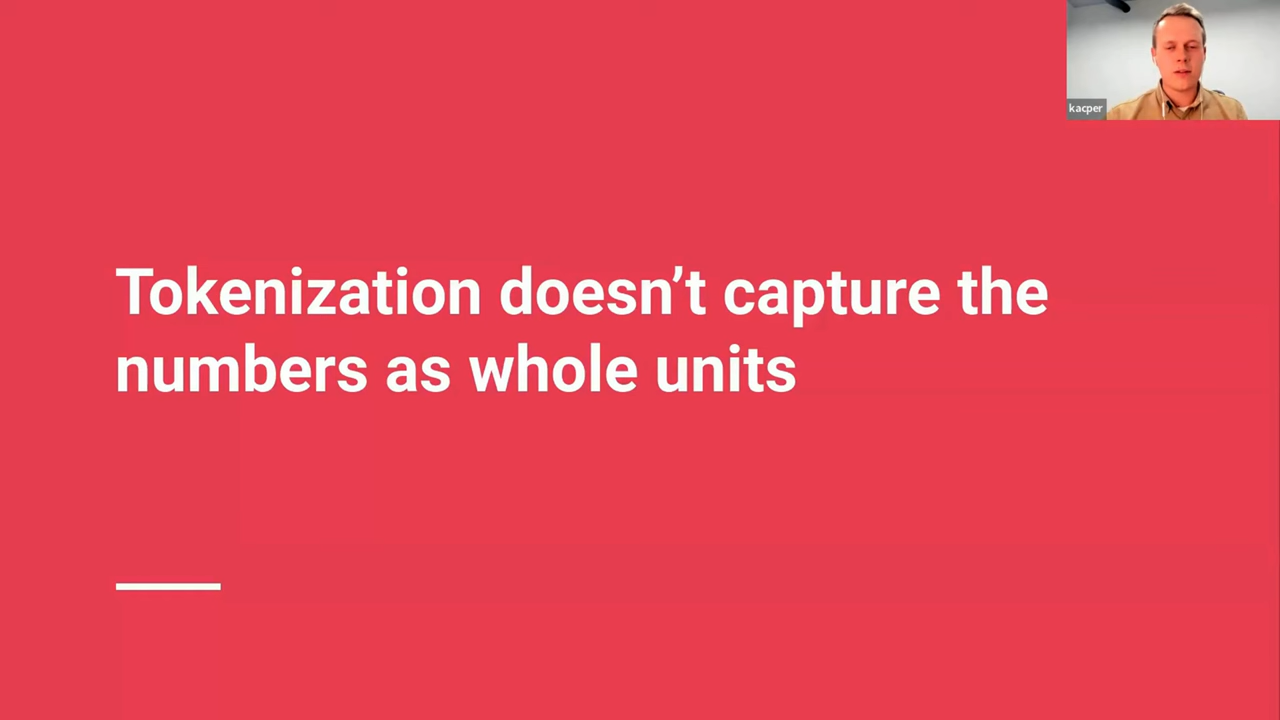 kacper
Tokenization doesn’t capture the
numbers as whole units